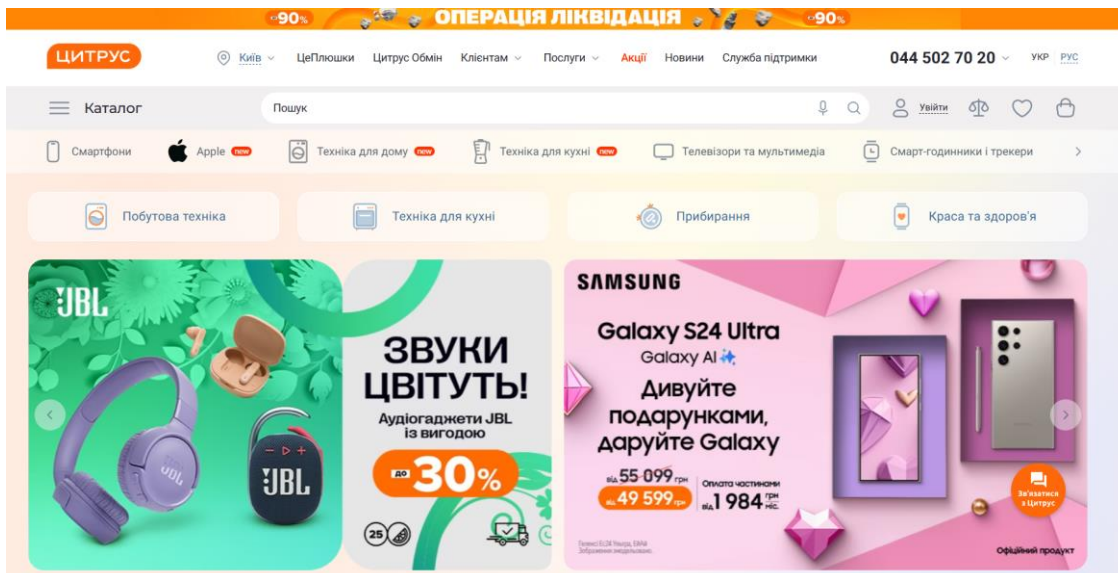 -90% ОПЕРАЦІЯ ЛІКВІДАЦІЯ -90%
ЦИТРУС Київ ЦеПлюшки Цитрус Обмін Клієнтам Послуги Акції Новини Служба підтримки 044 502 70 20 УКР РУС
Каталог Пошук Увійти
Смартфони Apple new Техніка для дому new Техніка для кухні new Телевізори та мультимедіа Смарт-годинники і трекери
Побутова техніка Техніка для кухні Прибирання Краса та здоров'я
JBL
ЗВУКИ
ЦВІТУТЬ!
Аудіогаджети JBL
із вигодою
до 30%
JBL
JBL
25
SAMSUNG
Galaxy S24 Ultra
Galaxy AI
Дивуйте
подарунками,
даруйте Galaxy
від 55 099 грн
від 49 599 грн
Оплата частинами
від 1 984 грн міс.
Зв'язатися
з Цитрус
Офіційний продукт